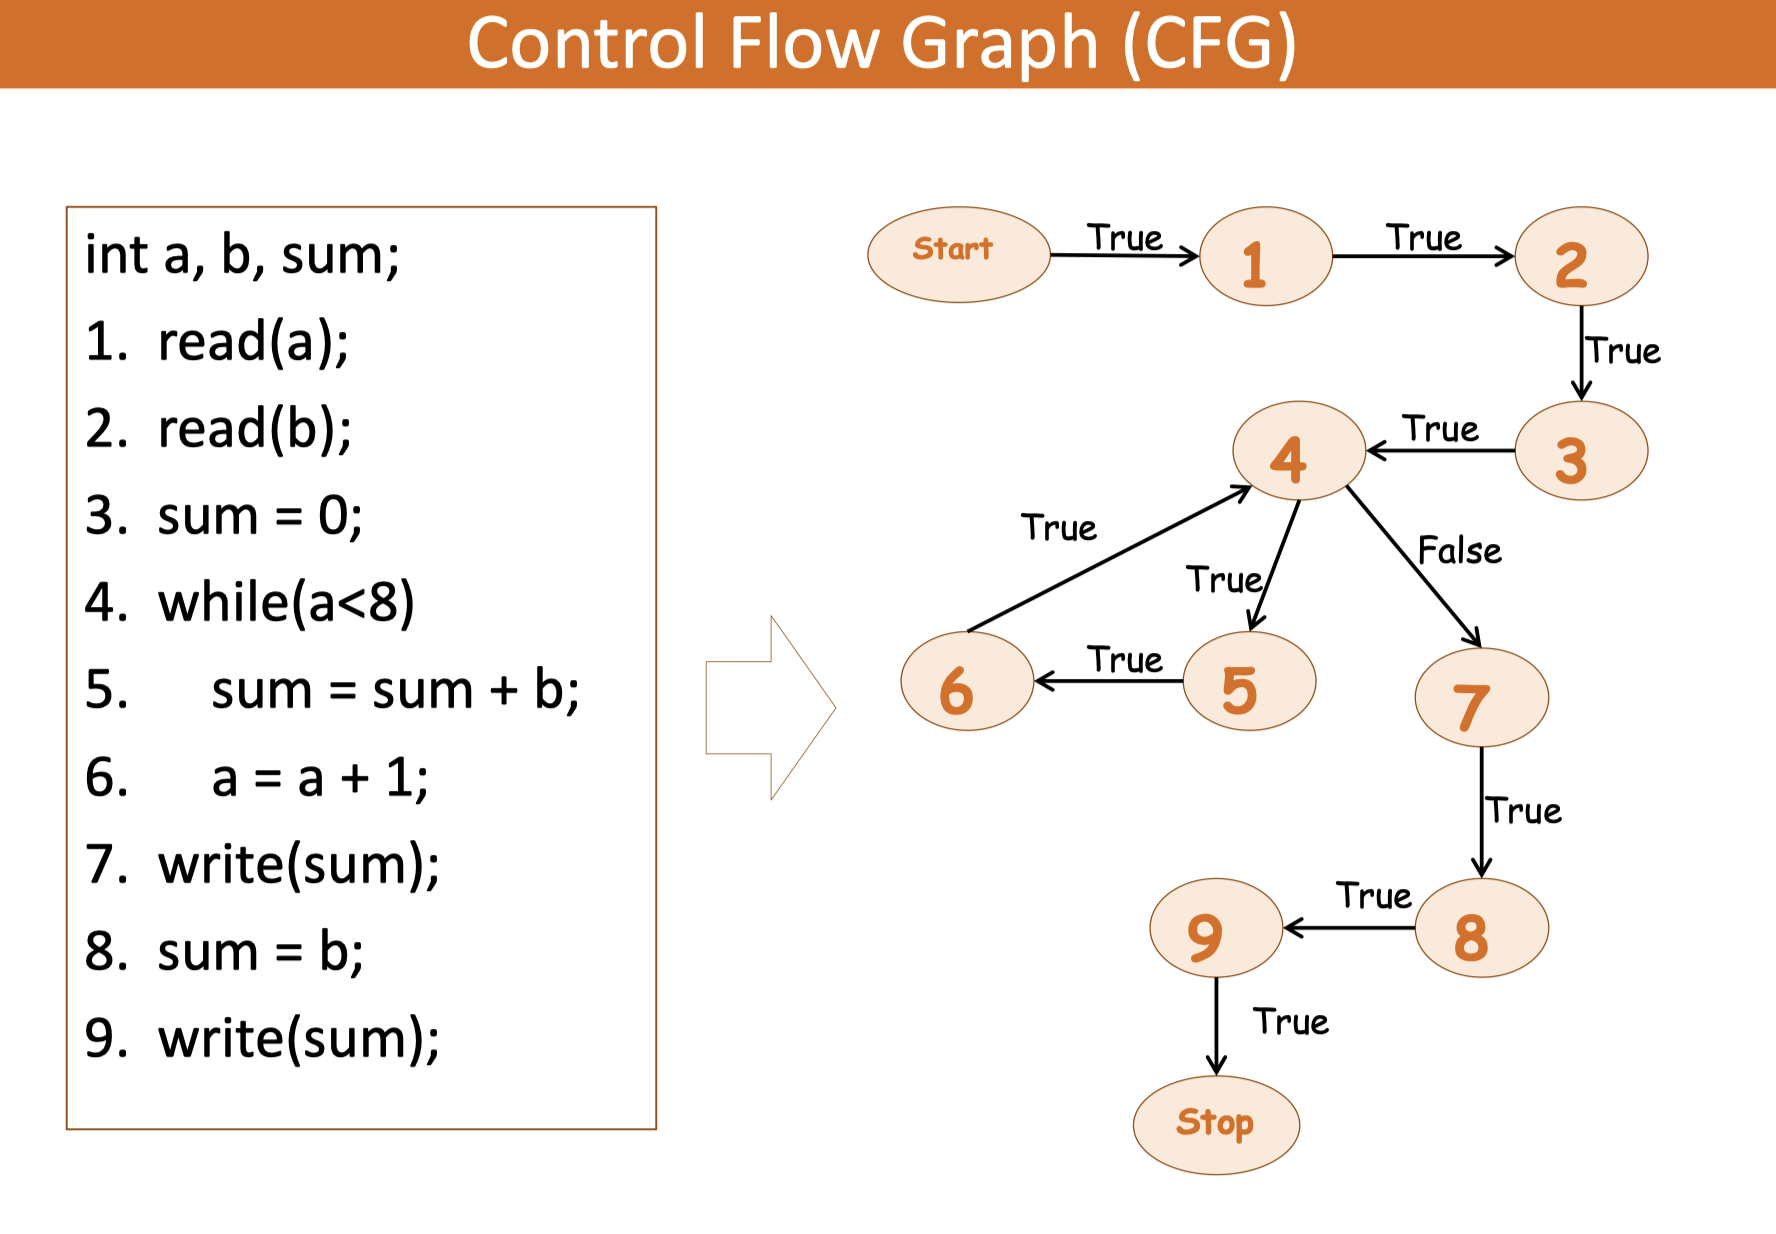 Control Flow Graph (CFG)
int a, b, sum;
1. read(a);
2. read(b);
3. sum = 0;
4. while(a<8)
5. sum = sum + b;
6. a = a + 1;
7. write(sum);
8. sum = b;
9. write(sum);
Start
True
1
True
2
True
3
True
4
True
False
True
5
True
6
7
True
8
True
9
True
Stop